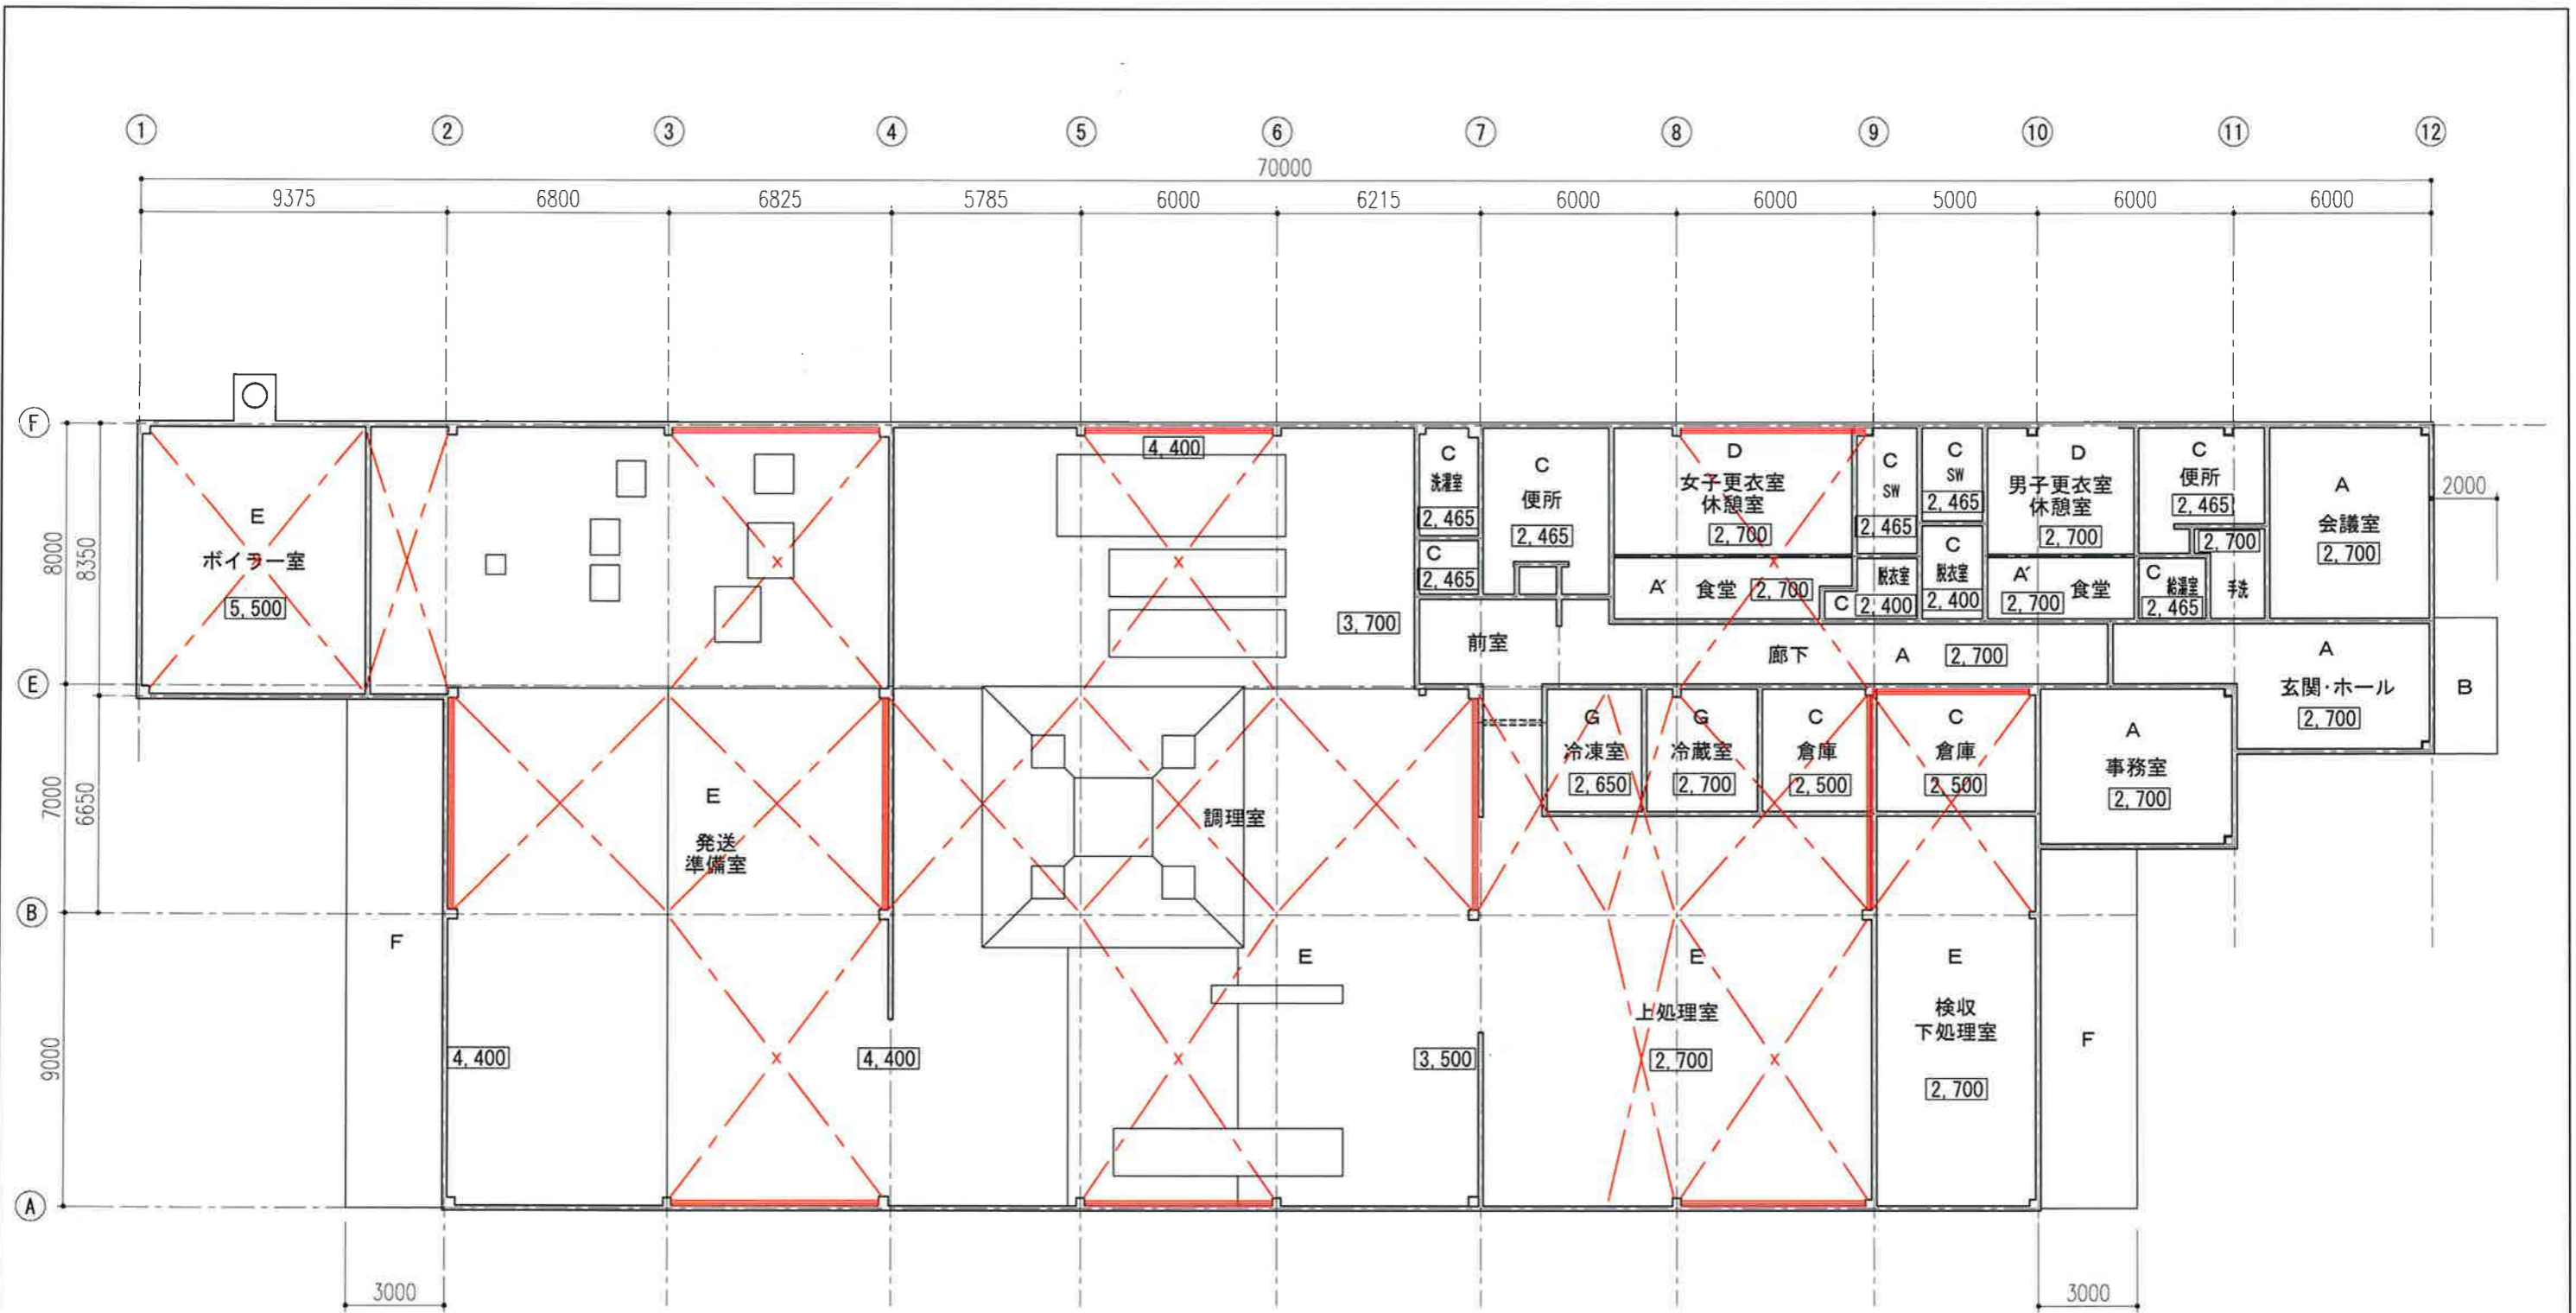 ① ② ③ ④ ⑤ ⑥ ⑦ ⑧ ⑨ ⑩ ⑪ ⑫
70000
9375 6800 6825 5785 6000 6215 6000 6000 5000 6000 6000
Ⓕ
Ⓔ
Ⓑ
Ⓐ
8000
8350
7000
6650
9000
E
ボイラー室
5,500
4,400
3,700
C
洗濯室
2,465
C
2,465
C
便所
2,465
D
女子更衣室
休憩室
2,700
A′ 食堂 2,700
C
SW
2,465
脱衣室
C 2,400
C
SW
2,465
C
脱衣室
2,400
D
男子更衣室
休憩室
2,700
A′ 食堂
2,700
C
便所
2,465
2,700
手洗
C 給湯室
2,465
A
会議室
2,700
2000
前室
廊下 A 2,700
A
玄関・ホール
2,700
B
G
冷凍室
2,650
G
冷蔵室
2,700
C
倉庫
2,500
C
倉庫
2,500
A
事務室
2,700
E
発送
準備室
調理室
F
4,400
4,400
E
3,500
E
上処理室
2,700
E
検収
下処理室
2,700
F
3000
3000